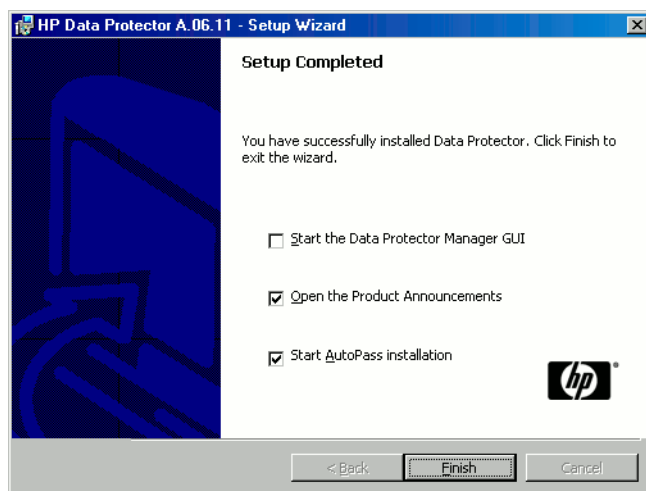 HP Data Protector A.06.11 - Setup Wizard
Setup Completed
You have successfully installed Data Protector. Click Finish to
exit the wizard.
Start the Data Protector Manager GUI
Open the Product Announcements
Start AutoPass installation
hp
< Back
Finish
Cancel